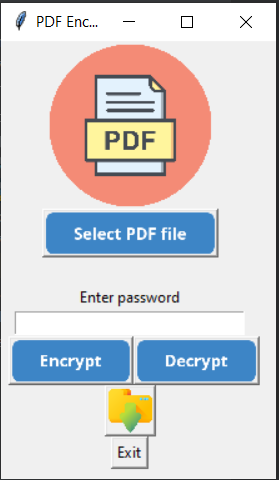 PDF Enc...
PDF
Select PDF file
Enter password
Encrypt Decrypt
Exit